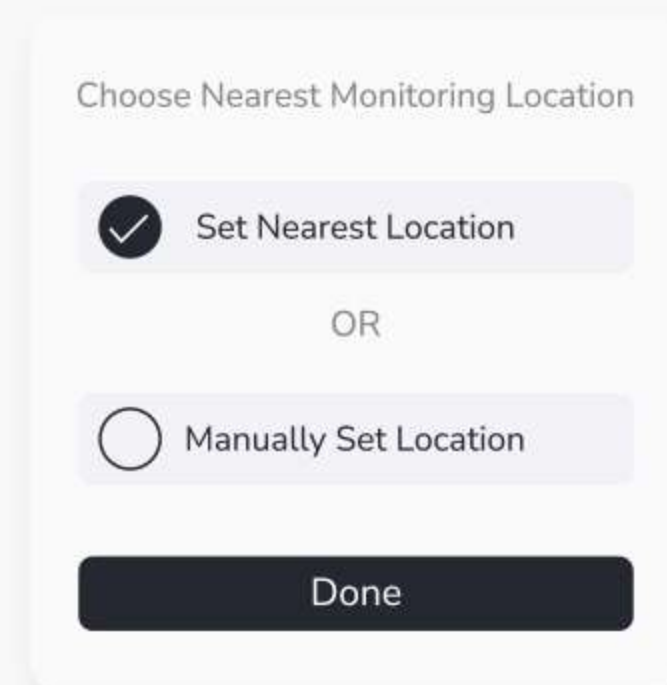 Choose Nearest Monitoring Location
Set Nearest Location
OR
Manually Set Location
Done